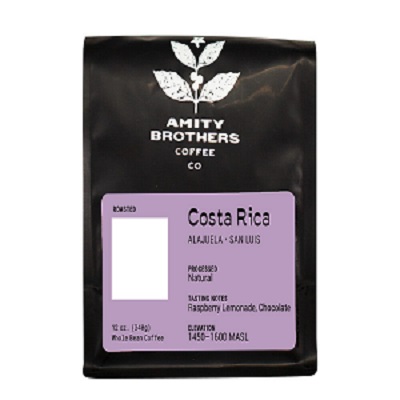 AMITY
BROTHERS
COFFEE
CO
ROASTED
Costa Rica
ALAJUELA - SAN LUIS
PROCESSED
Natural
TASTING NOTES
Raspberry Lemonade, Chocolate
12 oz. (340g)
Whole Bean Coffee
ELEVATION
1450-1600 MASL